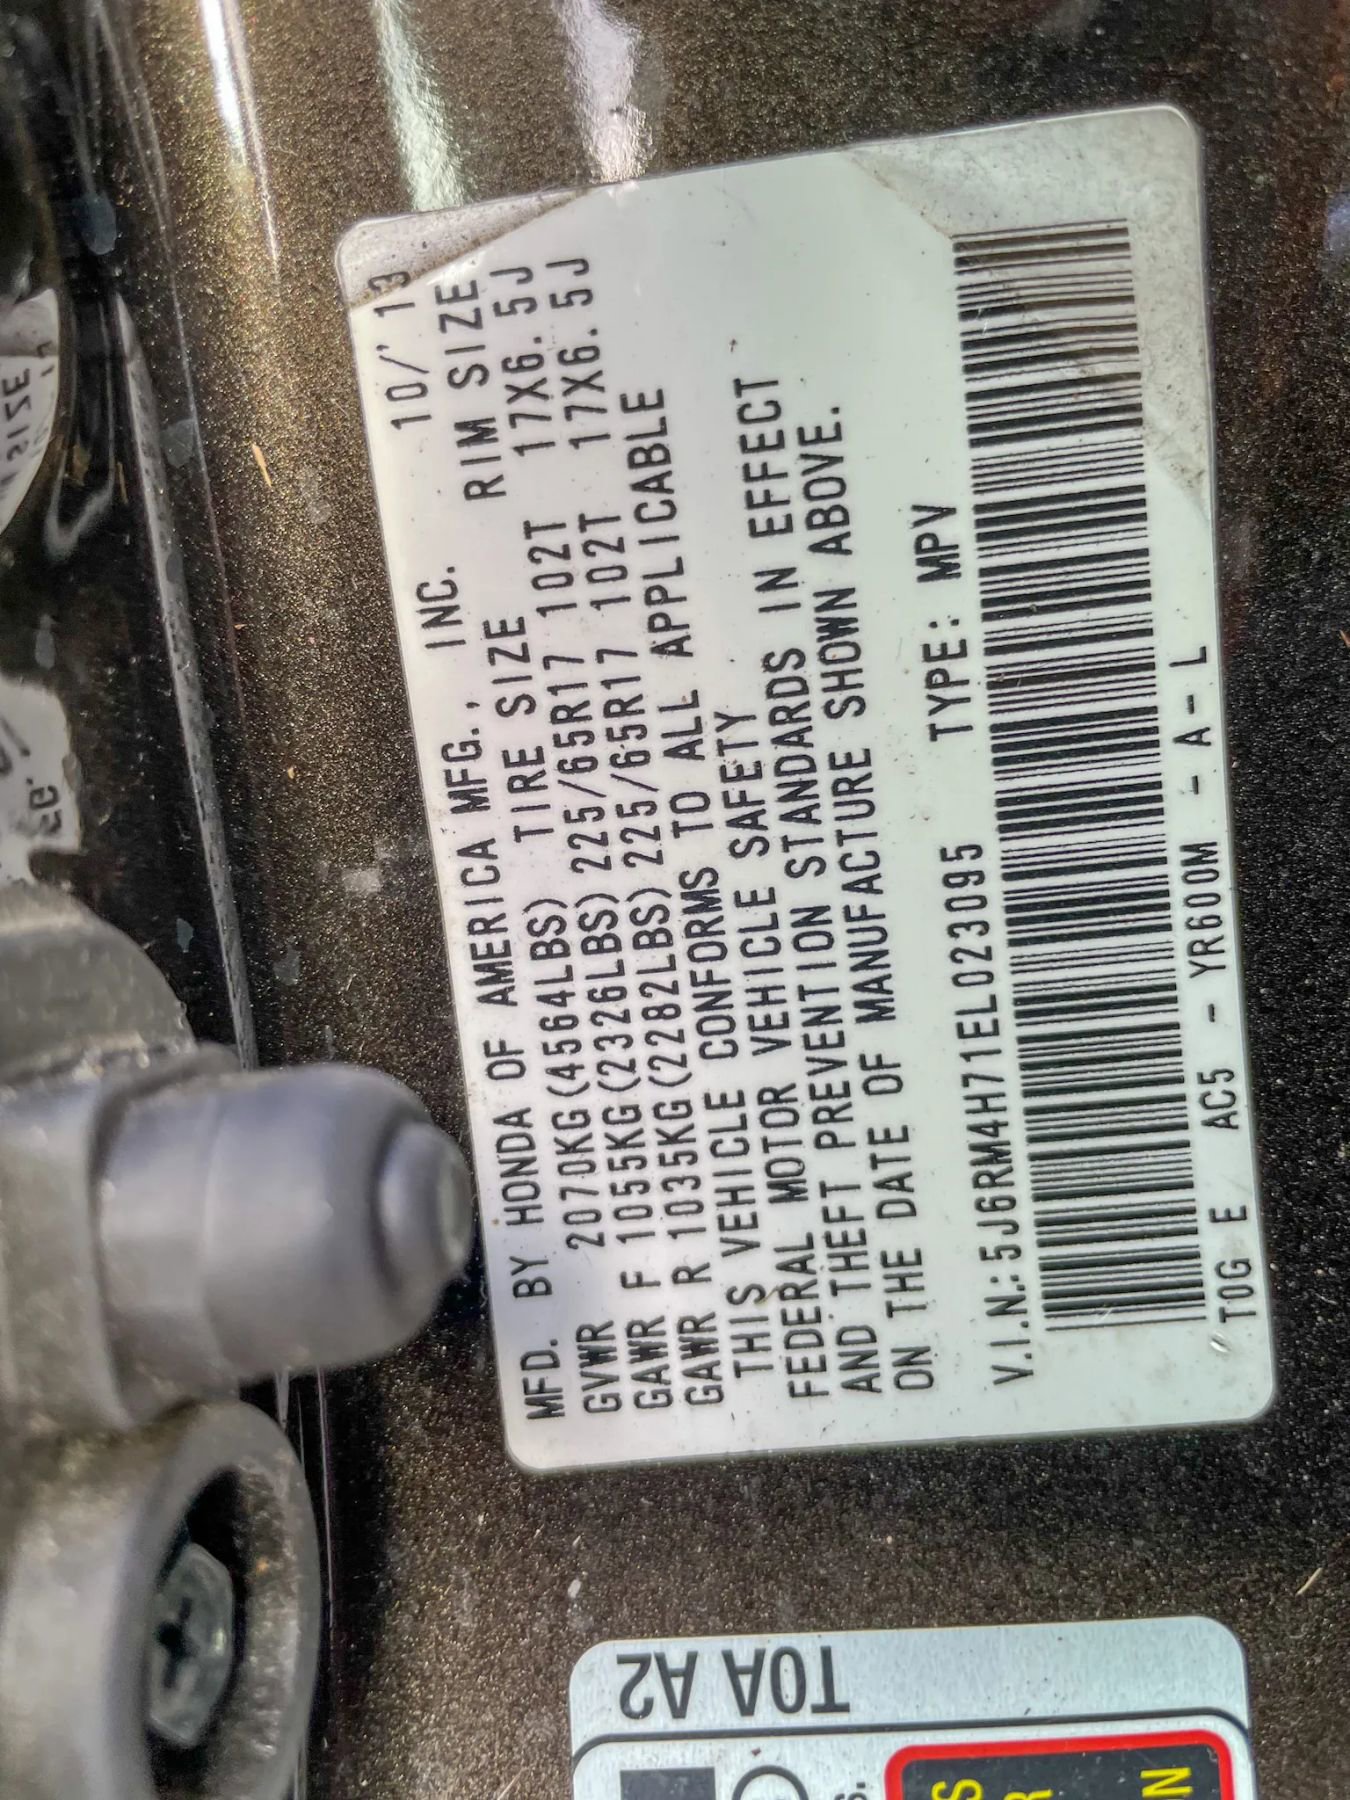 MFD. BY HONDA OF AMERICA MFG., INC. 10/'13
GVWR 2070KG(4564LBS) TIRE SIZE RIM SIZE
GAWR F 1055KG(2326LBS) 225/65R17 102T 17X6.5J
GAWR R 1035KG(2282LBS) 225/65R17 102T 17X6.5J
THIS VEHICLE CONFORMS TO ALL APPLICABLE
FEDERAL MOTOR VEHICLE SAFETY
AND THEFT PREVENTION STANDARDS IN EFFECT
ON THE DATE OF MANUFACTURE SHOWN ABOVE.
V.I.N.:5J6RM4H71EL023095 TYPE: MPV
T0G E AC5 - YR600M - A - L
T0A A2